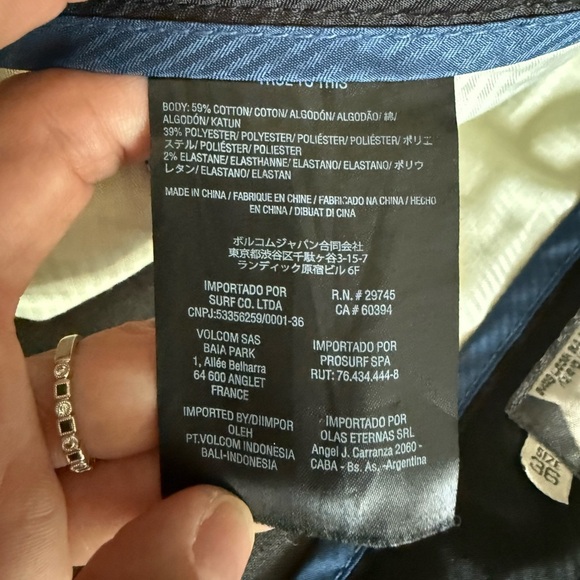 TRUE TO THIS
BODY: 59% COTTON/ COTON/ ALGODÓN/ ALGODÃO/ 綿/
ALGODÓN/ KATUN
39% POLYESTER/ POLYESTER/ POLIÉSTER/ POLIÉSTER/ ポリエ
ステル/ POLIÉSTER/ POLIESTER
2% ELASTANE/ ELASTHANNE/ ELASTANO/ ELASTANO/ ポリウ
レタン/ ELASTANO/ ELASTAN
MADE IN CHINA / FABRIQUE EN CHINE / FABRICADO NA CHINA / HECHO
EN CHINA / DIBUAT DI CINA
ボルコムジャパン合同会社
東京都渋谷区千駄ヶ谷3-15-7
ランディック原宿ビル 6F
IMPORTADO POR
SURF CO. LTDA
CNPJ:53356259/0001-36
R.N. # 29745
CA # 60394
VOLCOM SAS
BAIA PARK
1, Allée Belharra
64 600 ANGLET
FRANCE
IMPORTADO POR
PROSURF SPA
RUT: 76.434.444-8
IMPORTED BY/DIIMPOR
OLEH
PT.VOLCOM INDONESIA
BALI-INDONESIA
IMPORTADO POR
OLAS ETERNAS SRL
Angel J. Carranza 2060 -
CABA - Bs. As. -Argentina
SIZE
36